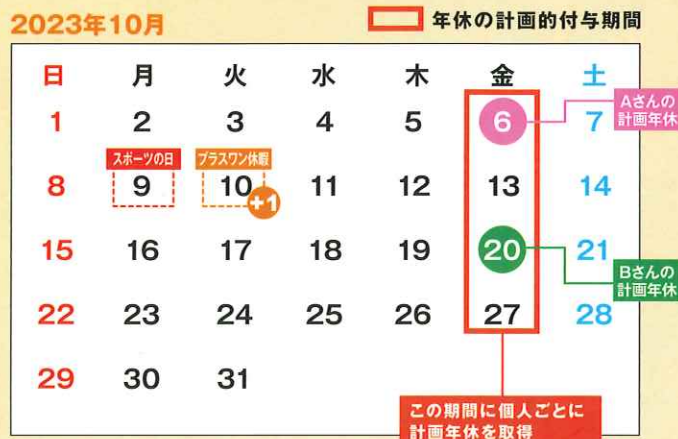 2023年10月
年休の計画的付与期間
日 月 火 水 木 金 土
1 2 3 4 5 6 7
Aさんの
計画年休
スポーツの日 プラスワン休暇
8 9 10 11 12 13 14
+1
15 16 17 18 19 20 21
Bさんの
計画年休
22 23 24 25 26 27 28
29 30 31
この期間に個人ごとに
計画年休を取得